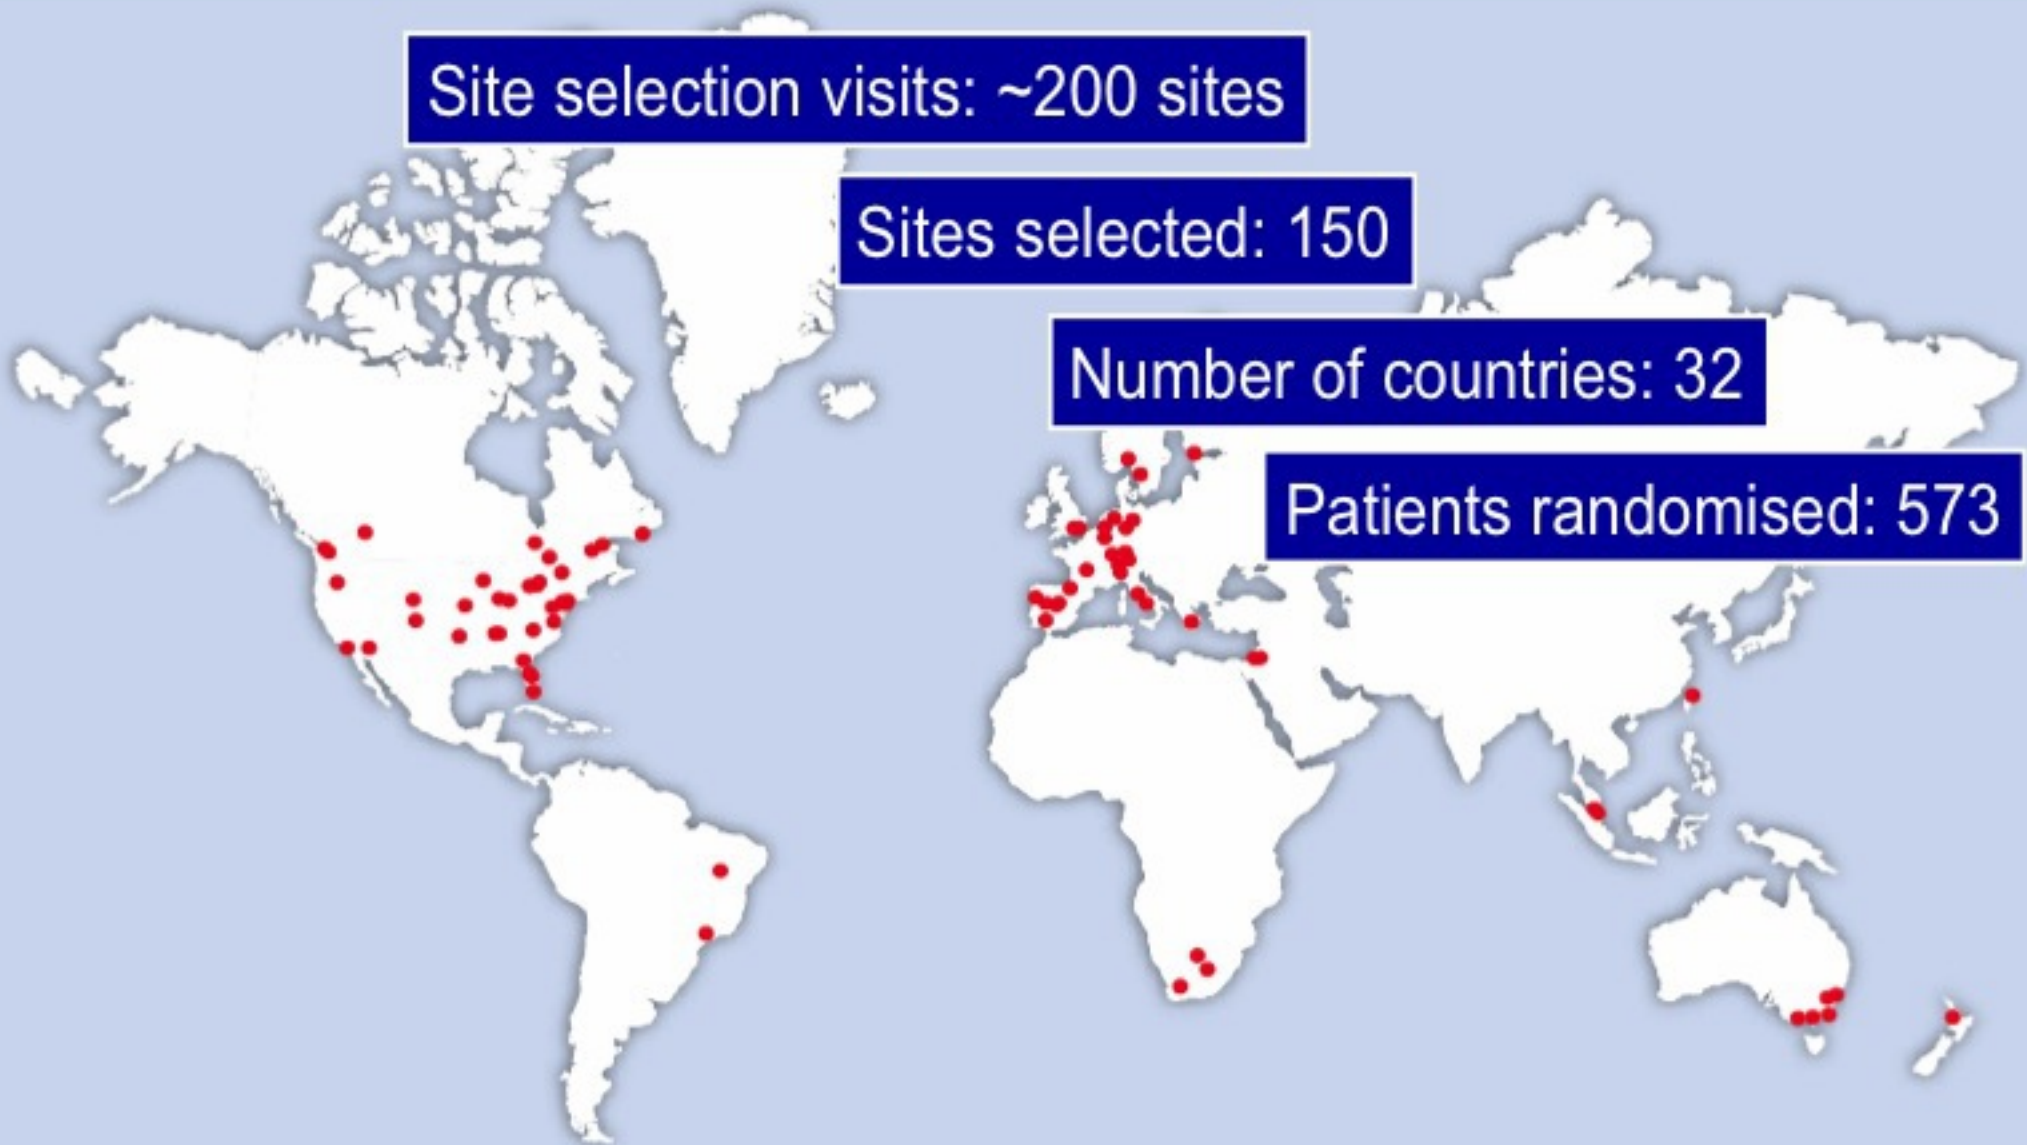 Site selection visits: ~200 sites
Sites selected: 150
Number of countries: 32
Patients randomised: 573